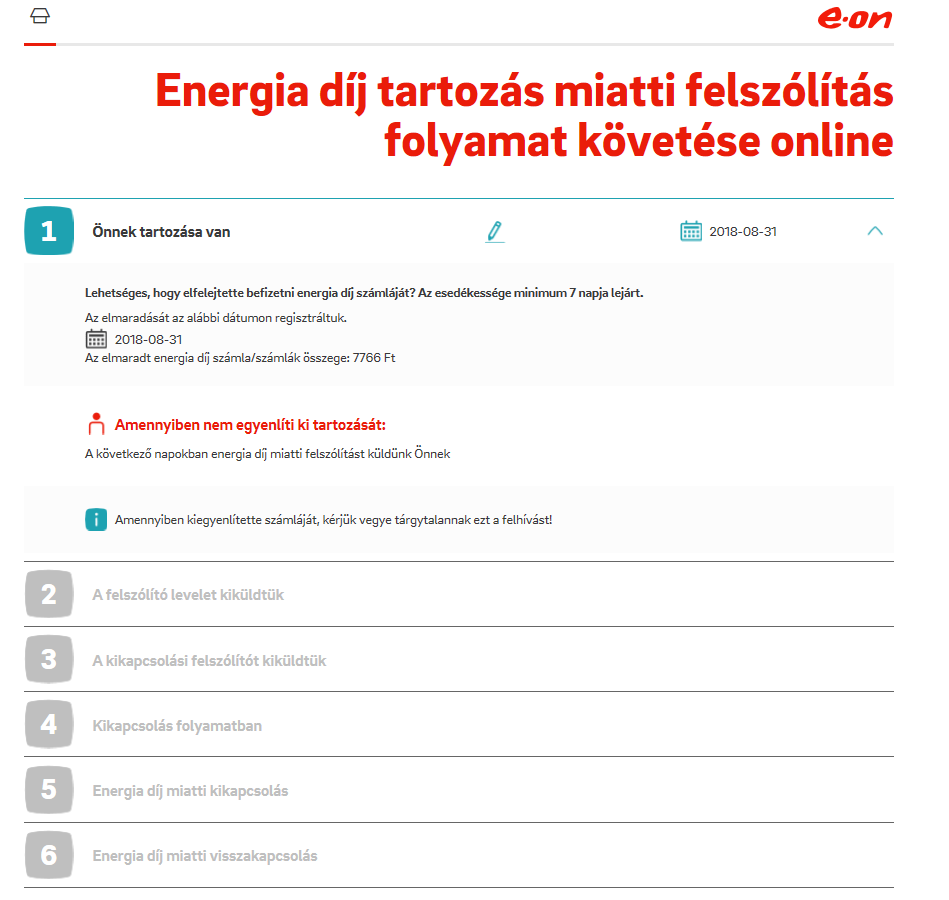 e·on
Energia díj tartozás miatti felszólítás
folyamat követése online
1 Önnek tartozása van 2018-08-31
Lehetséges, hogy elfelejtette befizetni energia díj számláját? Az esedékessége minimum 7 napja lejárt.
Az elmaradását az alábbi dátumon regisztráltuk.
2018-08-31
Az elmaradt energia díj számla/számlák összege: 7766 Ft
Amennyiben nem egyenlíti ki tartozását:
A következő napokban energia díj miatti felszólítást küldünk Önnek
i Amennyiben kiegyenlítette számláját, kérjük vegye tárgytalannak ezt a felhívást!
2 A felszólító levelet kiküldtük
3 A kikapcsolási felszólítót kiküldtük
4 Kikapcsolás folyamatban
5 Energia díj miatti kikapcsolás
6 Energia díj miatti visszakapcsolás